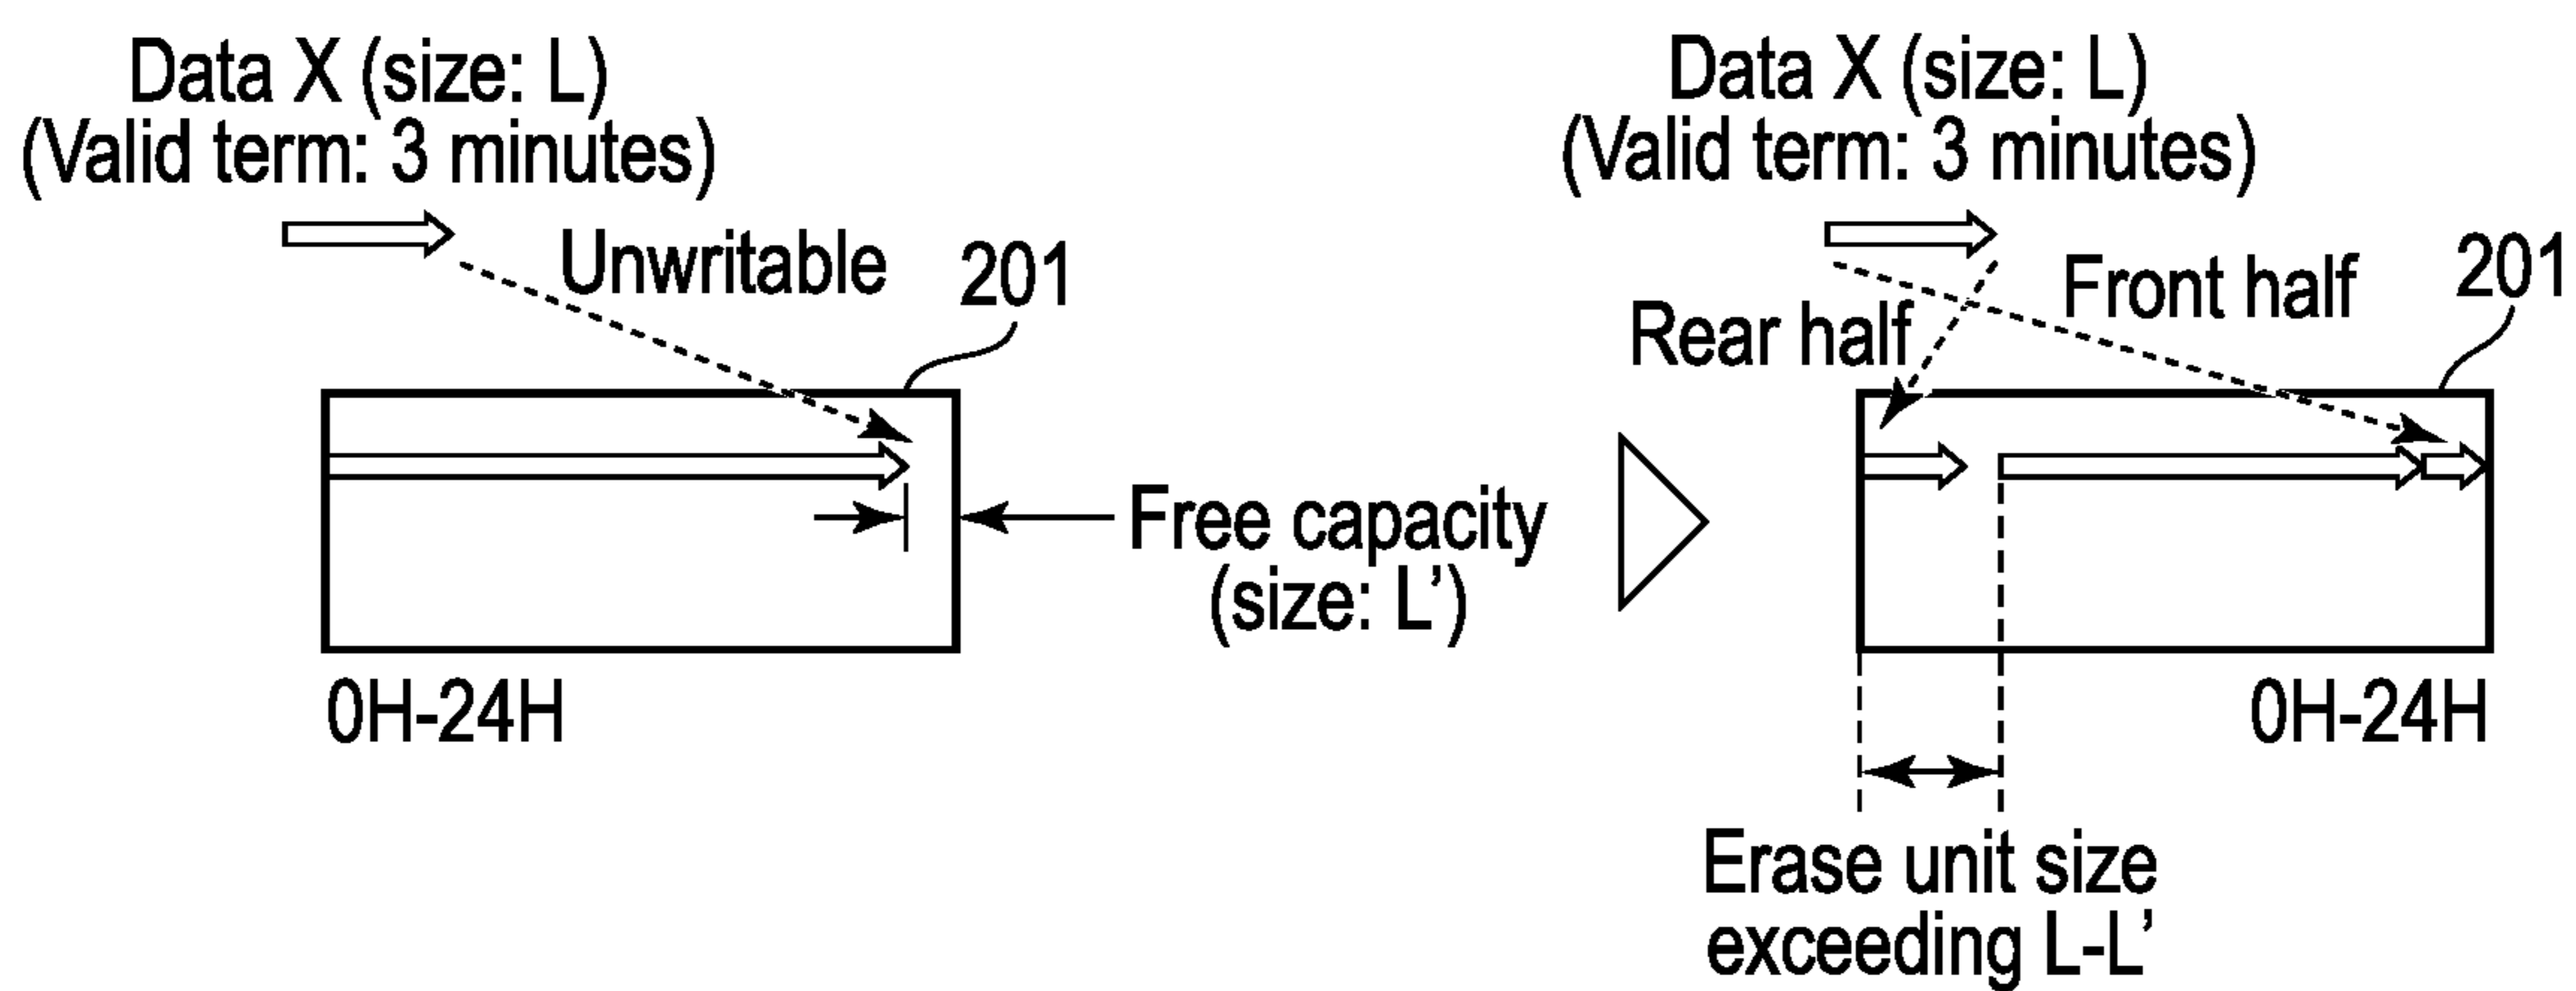 Data X (size: L)
(Valid term: 3 minutes)
Unwritable
201
Free capacity
(size: L’)
0H-24H
Data X (size: L)
(Valid term: 3 minutes)
Front half
201
Rear half
0H-24H
Erase unit size
exceeding L-L’